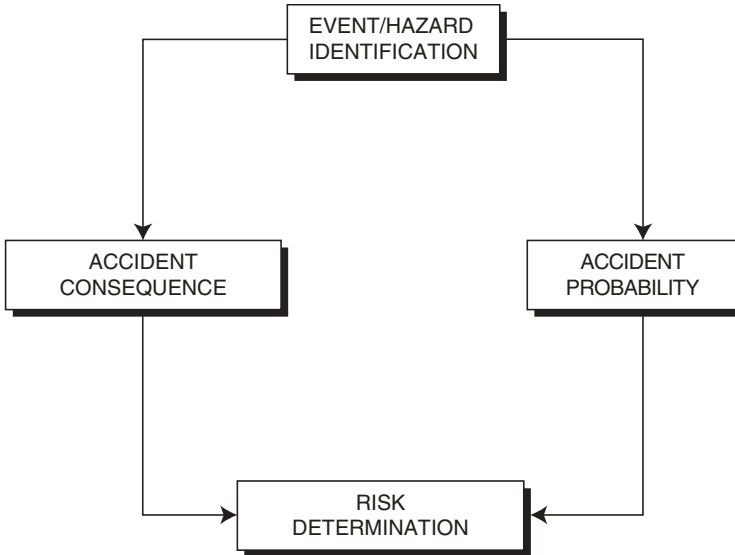 EVENT/HAZARD
IDENTIFICATION
ACCIDENT
CONSEQUENCE
ACCIDENT
PROBABILITY
RISK
DETERMINATION